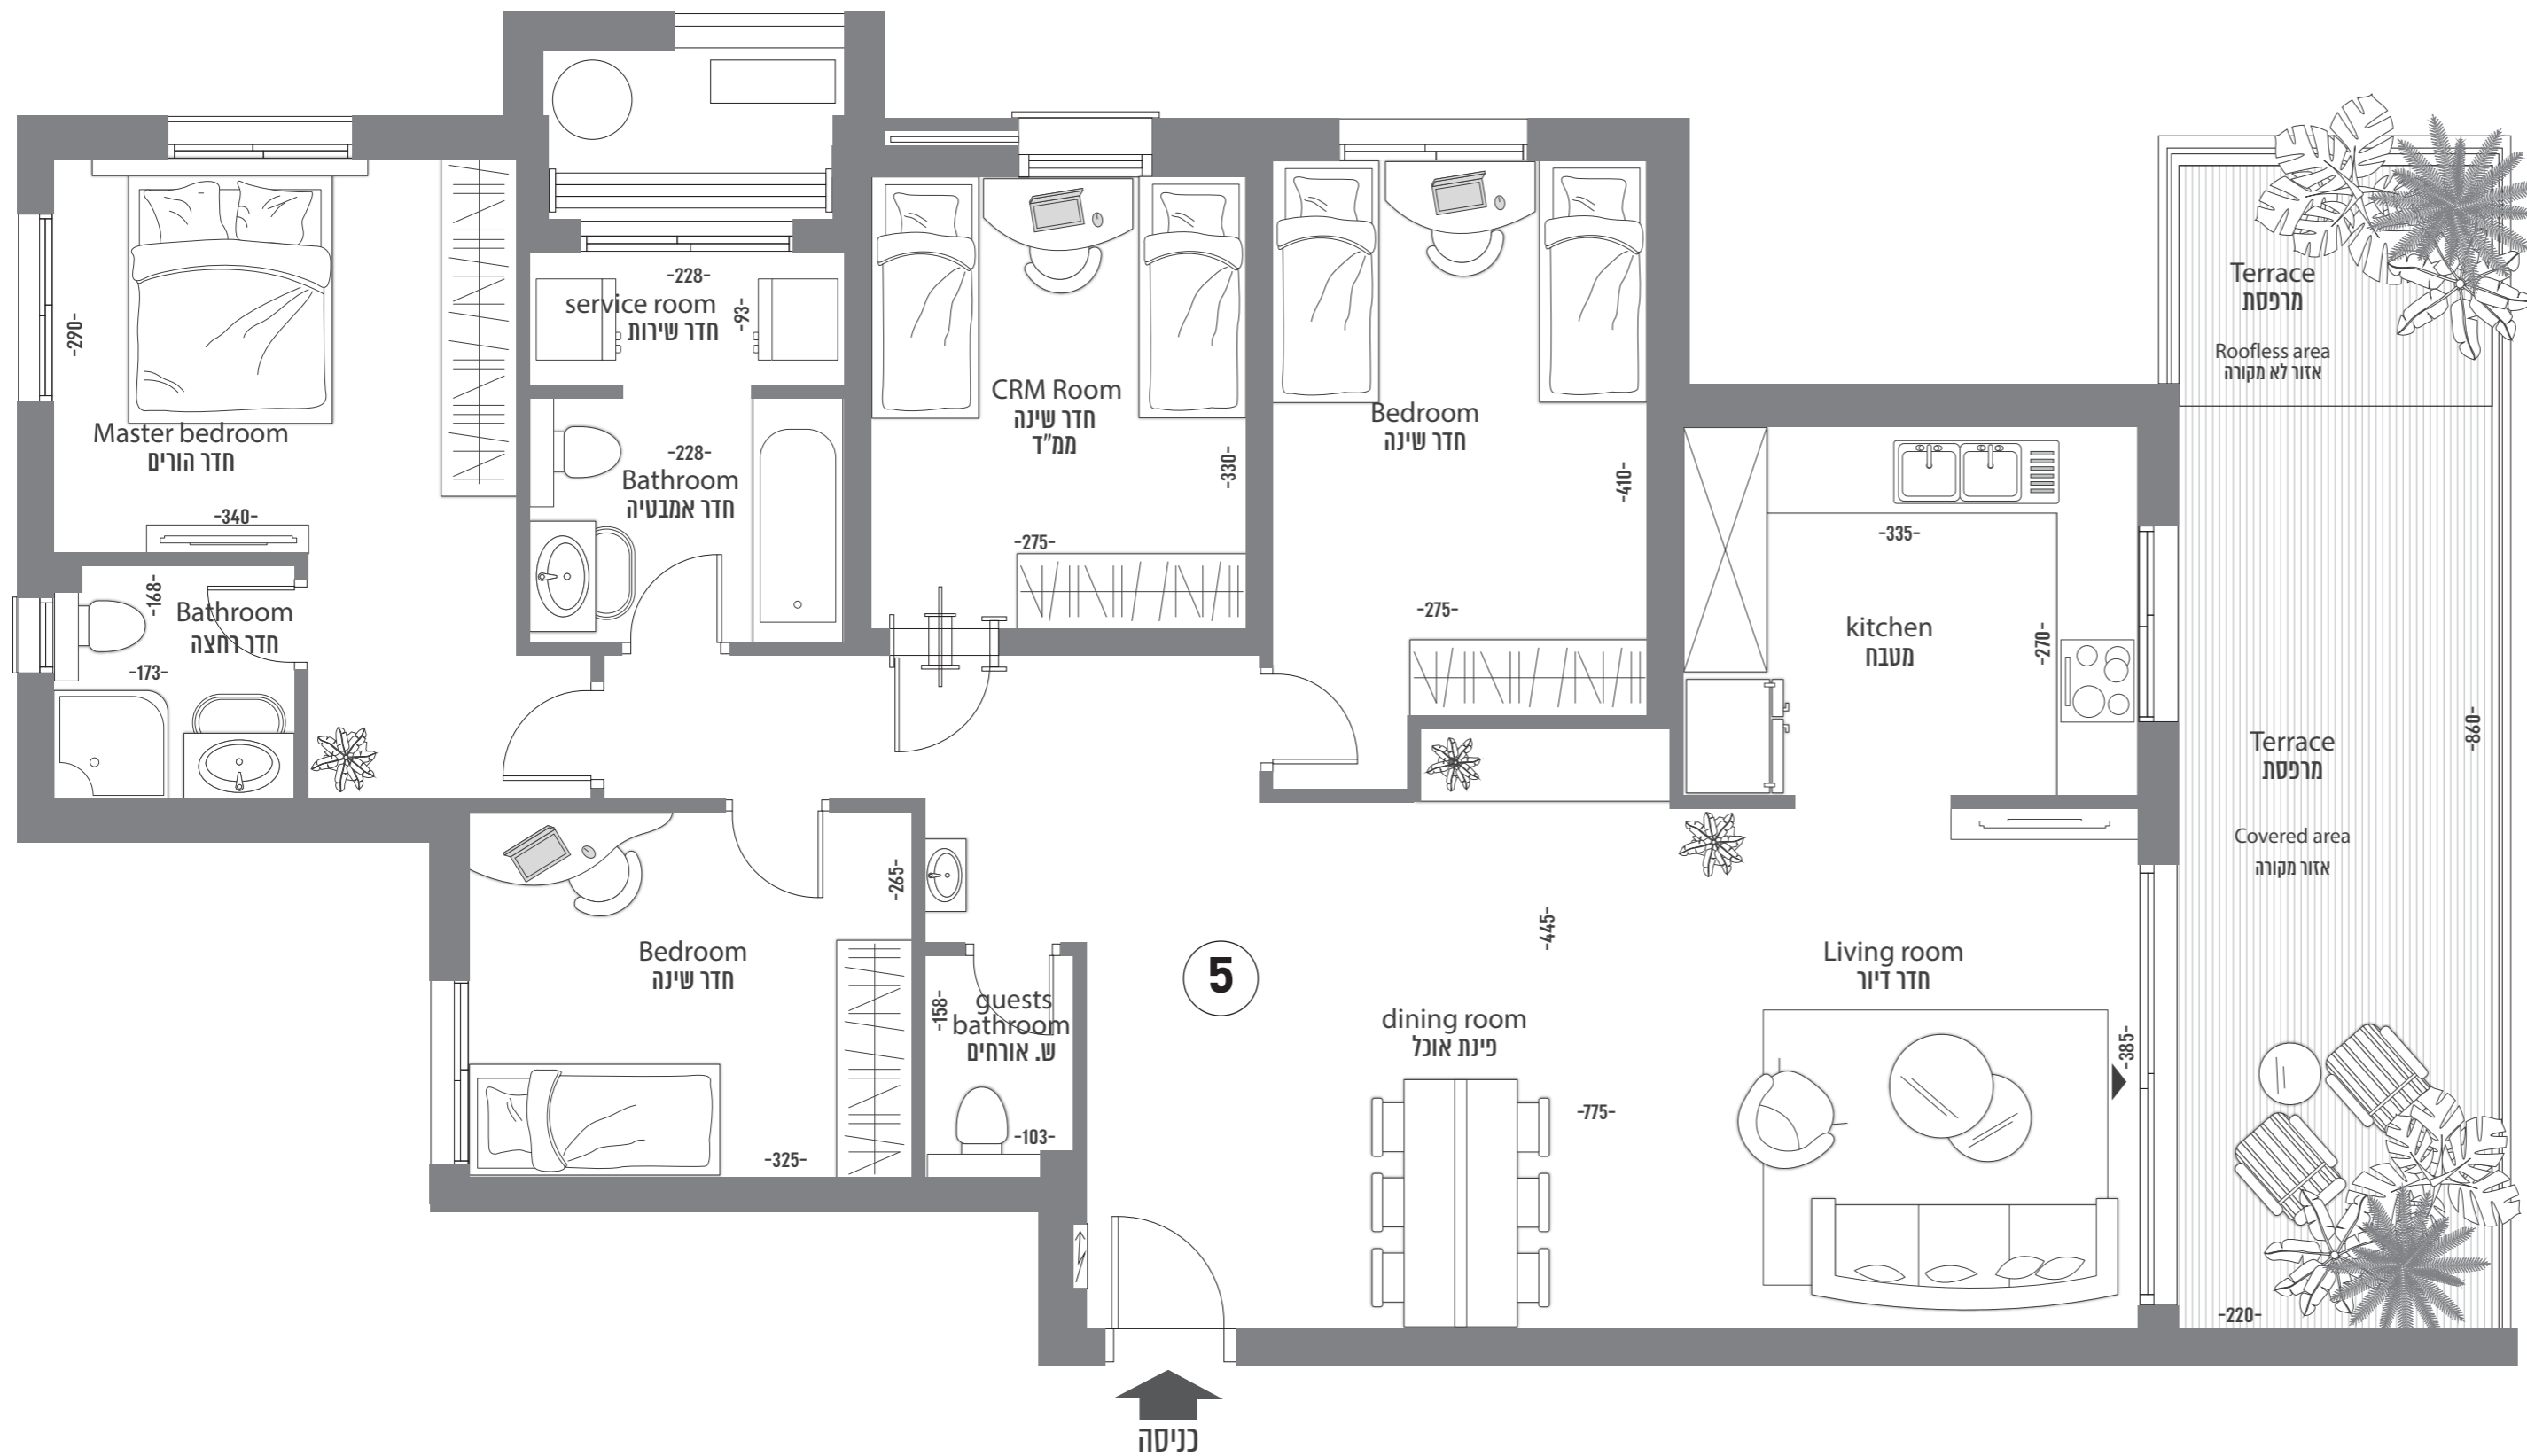 -228-
service room
חדר שירות
-93-
-290-
Master bedroom
חדר הורים
-340-
-228-
Bathroom
חדר אמבטיה
CRM Room
חדר שינה
ממ"ד
-330-
-275-
Bedroom
חדר שינה
-410-
-275-
-335-
kitchen
מטבח
-270-
Terrace
מרפסת
Roofless area
אזור לא מקורה
-168-
Bathroom
חדר רחצה
-173-
Terrace
מרפסת
-860-
Covered area
אזור מקורה
-265-
Bedroom
חדר שינה
-325-
-158-
guests
bathroom
ש. אורחים
-103-
5
-445-
dining room
פינת אוכל
-775-
Living room
חדר דיור
-385-
-220-
כניסה